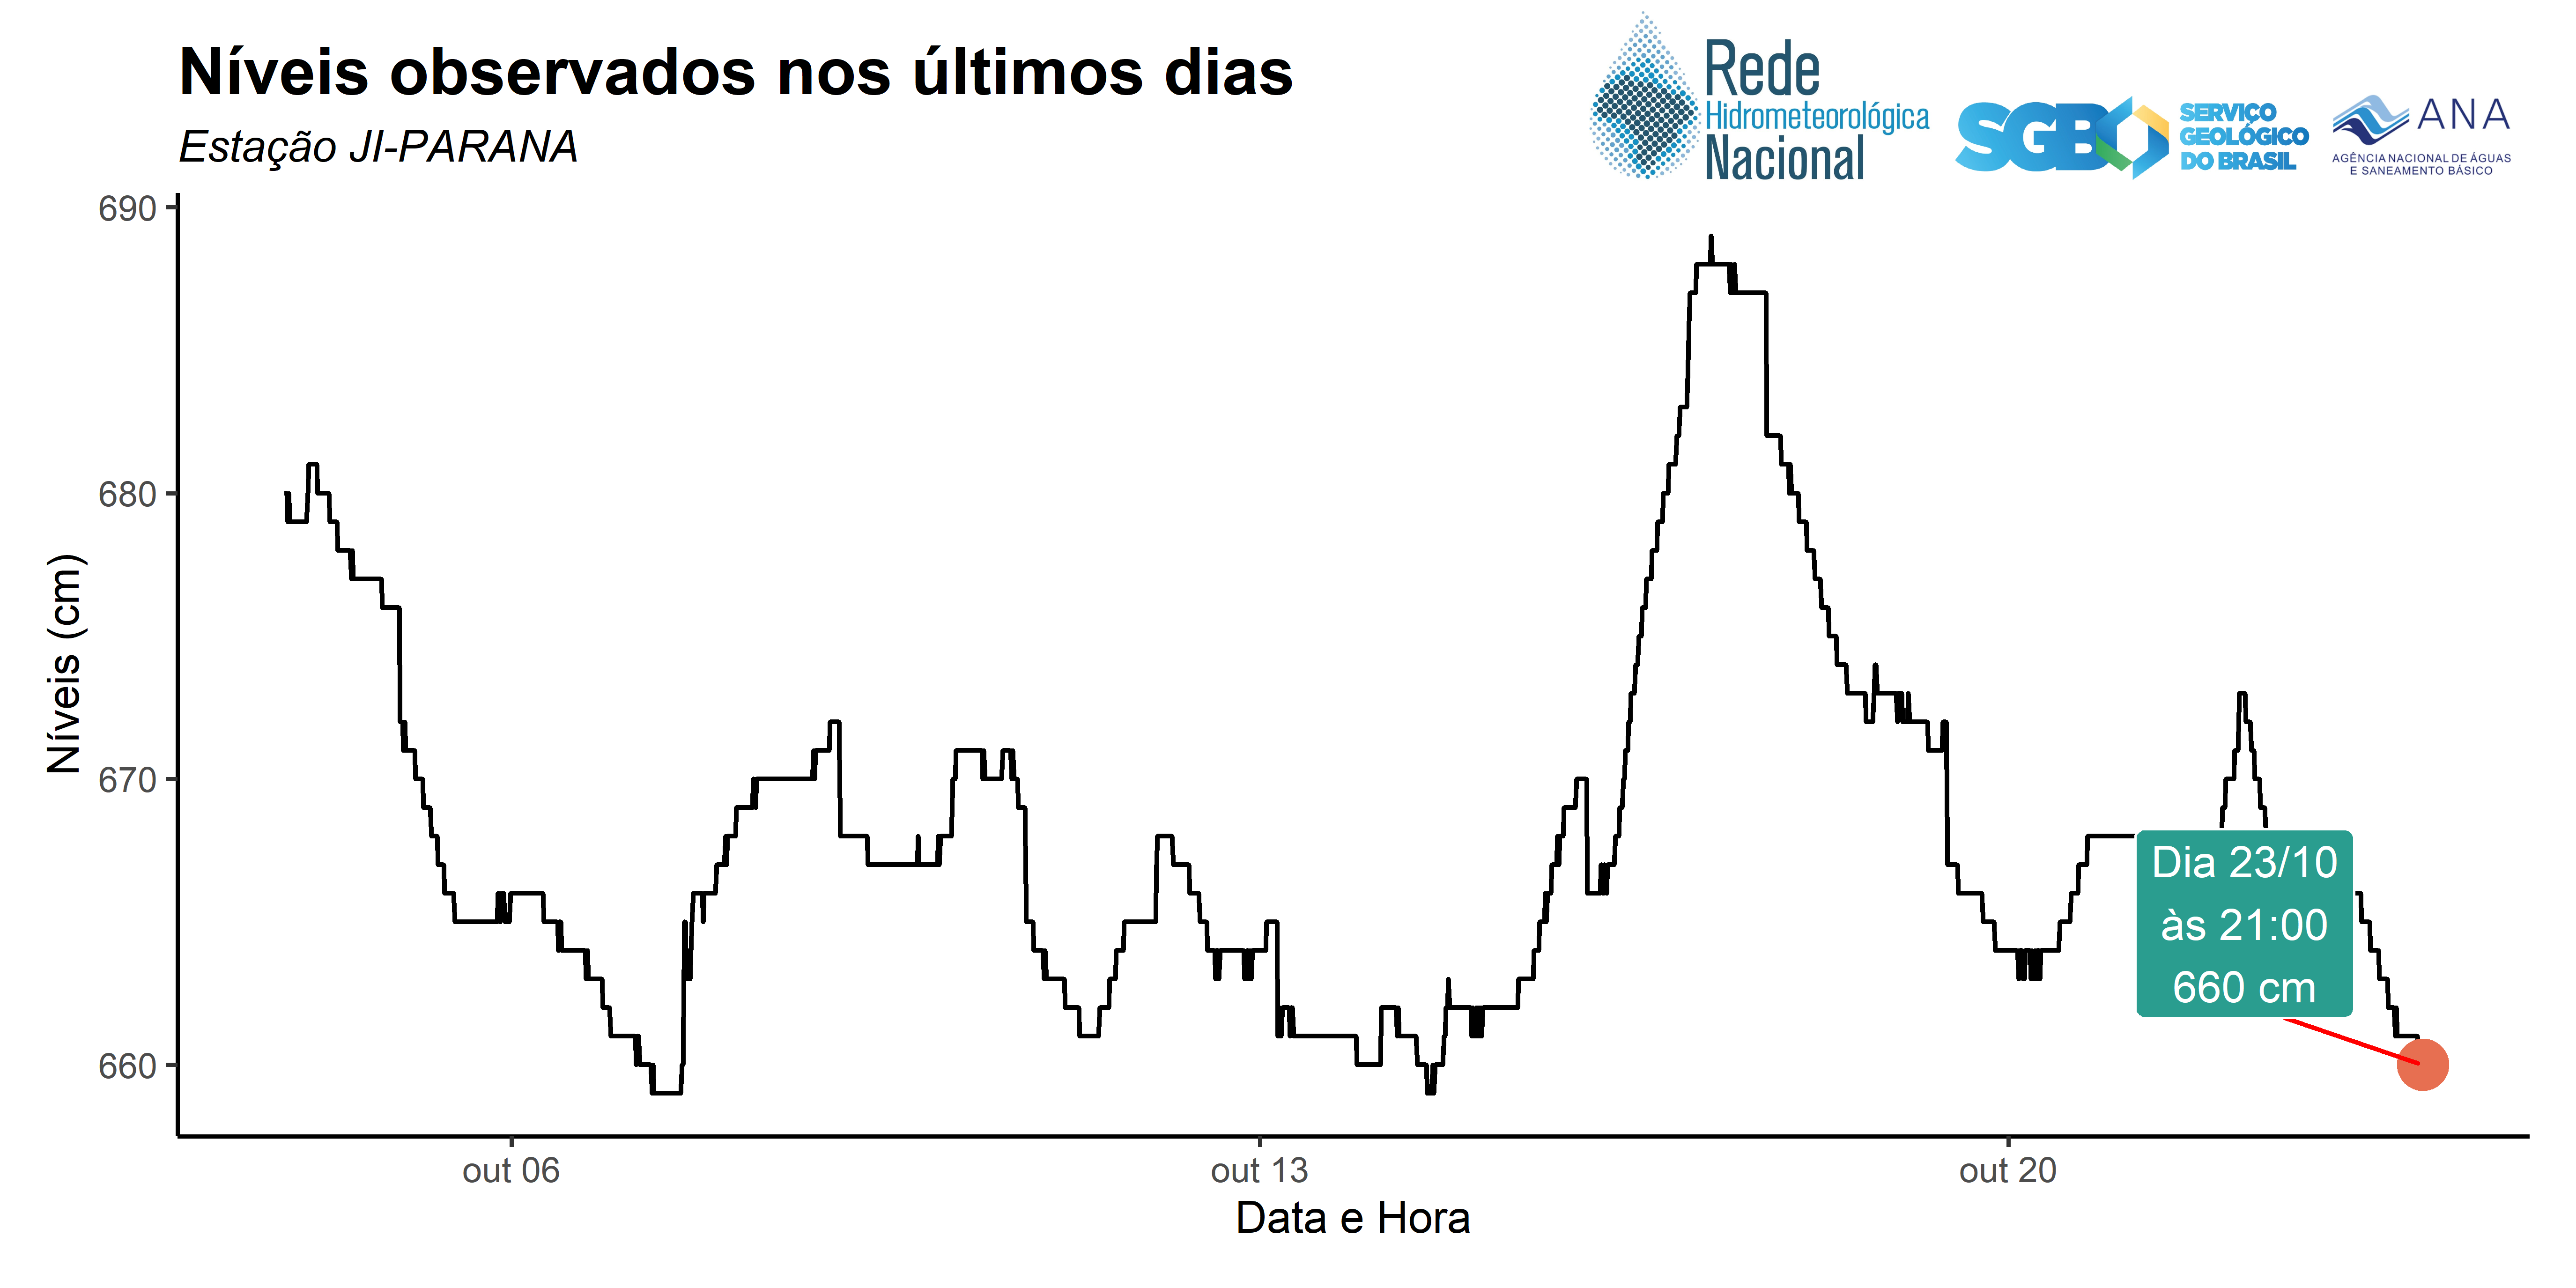 Níveis observados nos últimos dias
Estação JI-PARANA
Rede
Hidrometeorológica
Nacional
SGB
SERVIÇO
GEOLÓGICO
DO BRASIL
ANA
AGÊNCIA NACIONAL DE ÁGUAS
E SANEAMENTO BÁSICO
690
680
670
660
Níveis (cm)
Dia 23/10
às 21:00
660 cm
out 06
out 13
out 20
Data e Hora